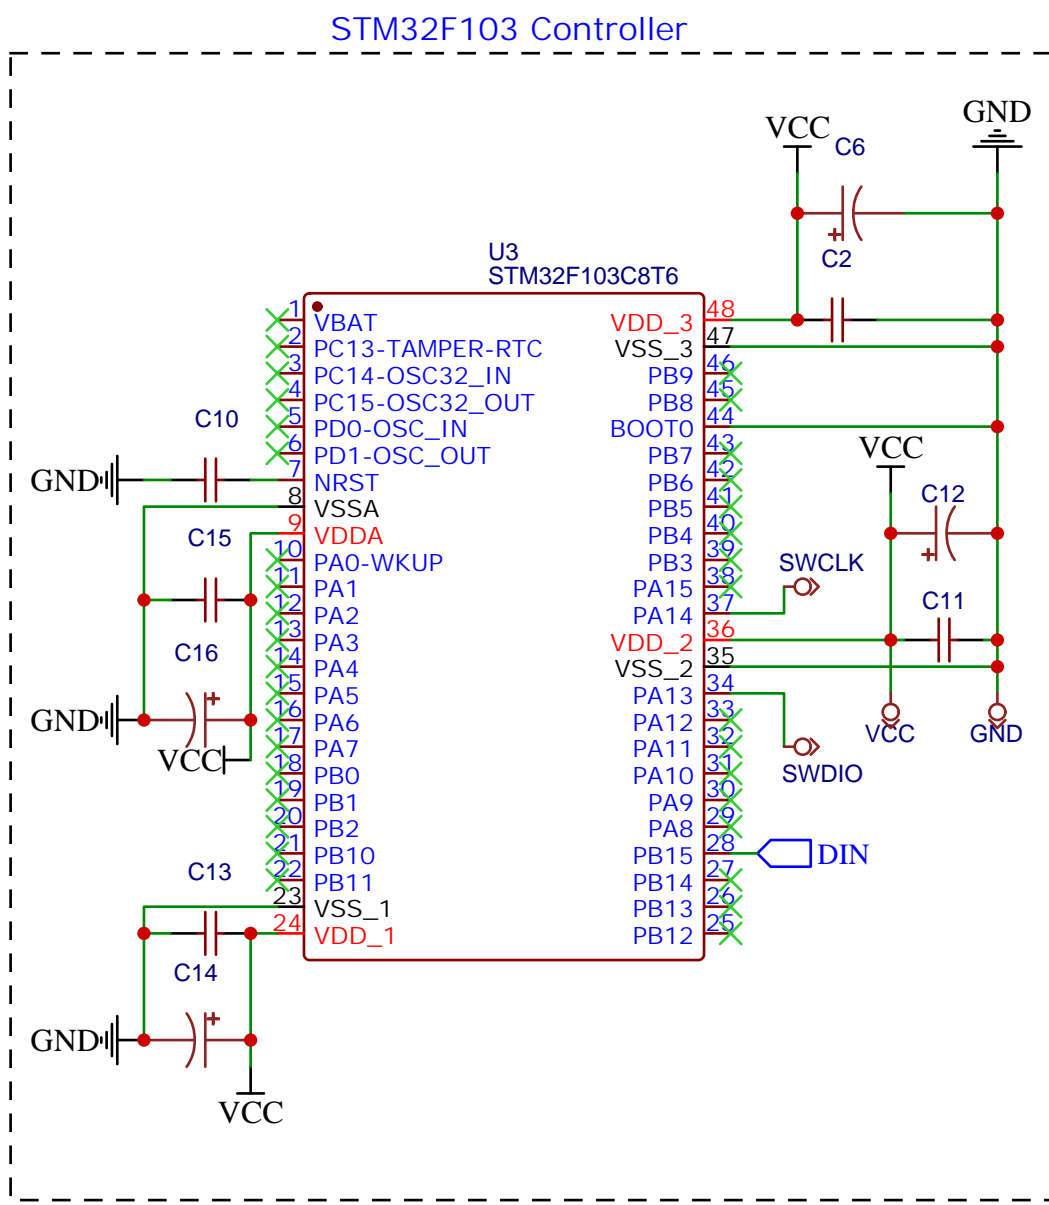 STM32F103 Controller
VCC
GND
C6
C2
U3
STM32F103C8T6
1 VBAT
2 PC13-TAMPER-RTC
3 PC14-OSC32_IN
4 PC15-OSC32_OUT
5 PD0-OSC_IN
6 PD1-OSC_OUT
7 NRST
8 VSSA
9 VDDA
10 PA0-WKUP
11 PA1
12 PA2
13 PA3
14 PA4
15 PA5
16 PA6
17 PA7
18 PB0
19 PB1
20 PB2
21 PB10
22 PB11
23 VSS_1
24 VDD_1
VDD_3 48
VSS_3 47
PB9 46
PB8 45
BOOT0 44
PB7 43
PB6 42
PB5 41
PB4 40
PB3 39
PA15 38
PA14 37
VDD_2 36
VSS_2 35
PA13 34
PA12 33
PA11 32
PA10 31
PA9 30
PA8 29
PB15 28
PB14 27
PB13 26
PB12 25
C10
GND
C15
C16
GND
VCC
C13
C14
GND
VCC
VCC
C12
SWCLK
C11
VCC
GND
SWDIO
DIN